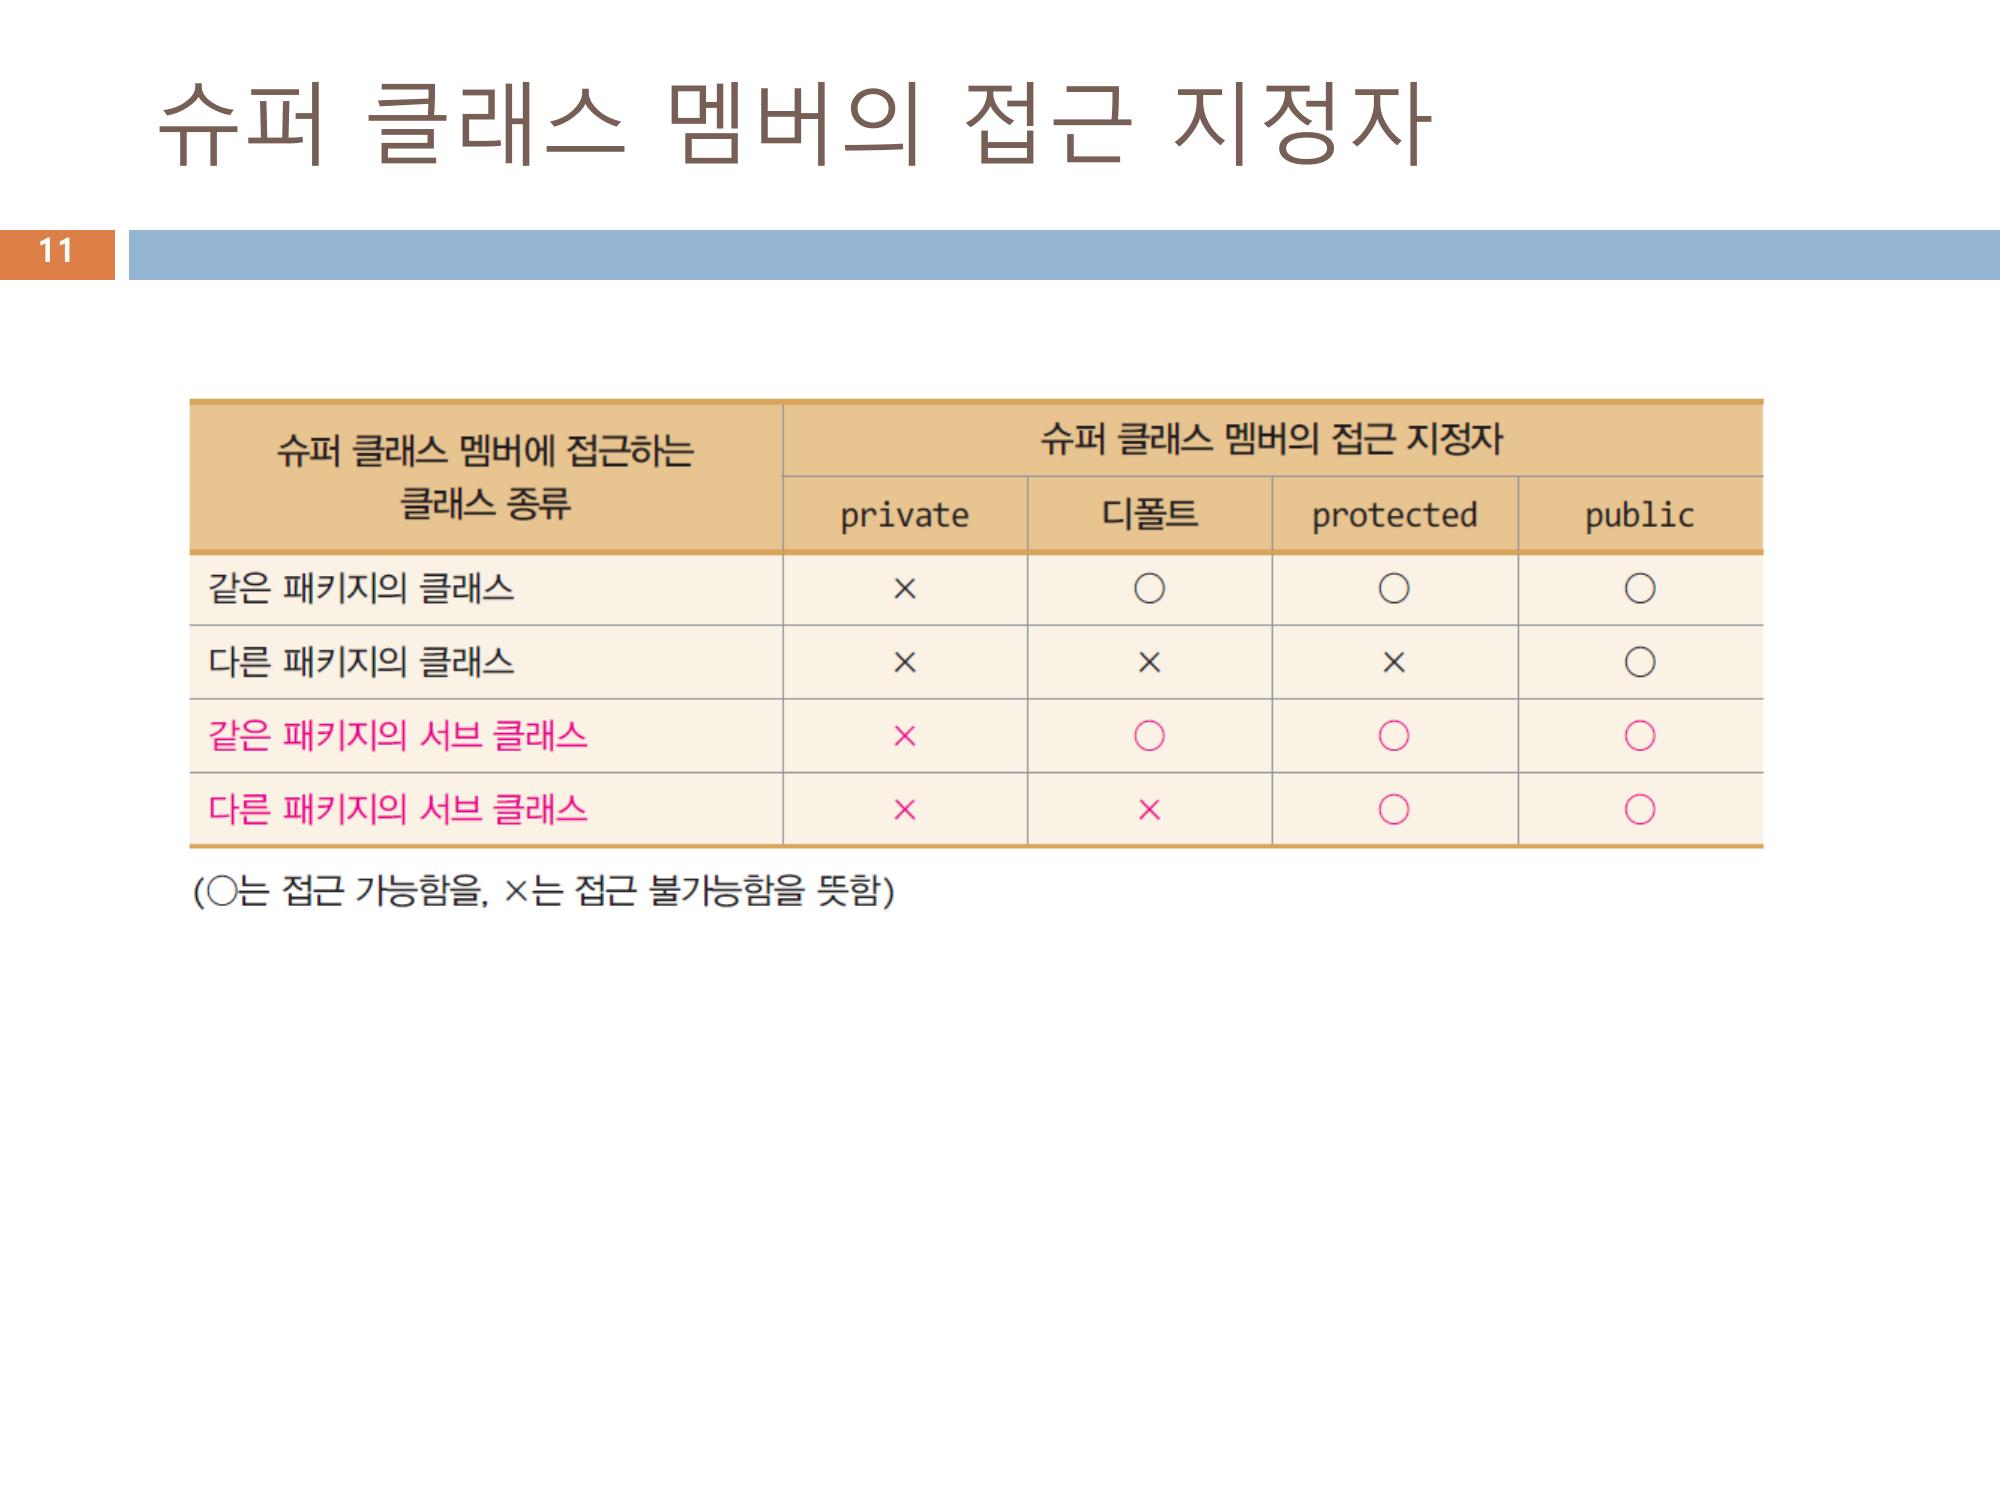 슈퍼 클래스 멤버의 접근 지정자
11
슈퍼 클래스 멤버에 접근하는
클래스 종류
슈퍼 클래스 멤버의 접근 지정자
private 디폴트 protected public
같은 패키지의 클래스 × ○ ○ ○
다른 패키지의 클래스 × × × ○
같은 패키지의 서브 클래스 × ○ ○ ○
다른 패키지의 서브 클래스 × × ○ ○
(○는 접근 가능함을, ×는 접근 불가능함을 뜻함)